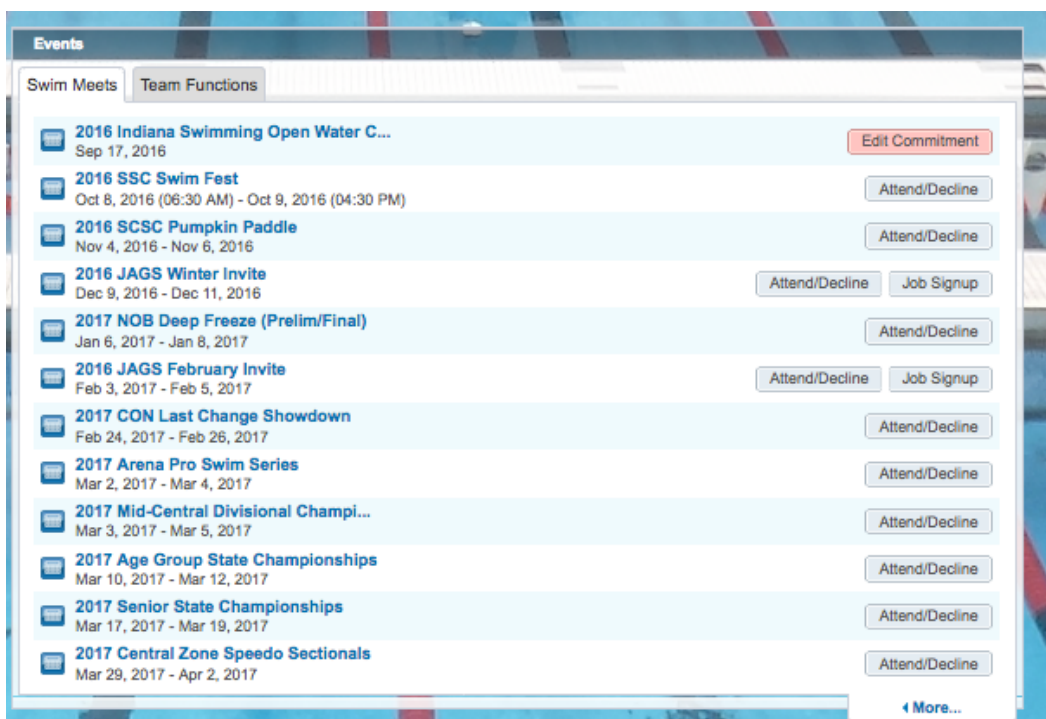 Events
Swim Meets Team Functions
2016 Indiana Swimming Open Water C...
Sep 17, 2016
Edit Commitment
2016 SSC Swim Fest
Oct 8, 2016 (06:30 AM) - Oct 9, 2016 (04:30 PM)
Attend/Decline
2016 SCSC Pumpkin Paddle
Nov 4, 2016 - Nov 6, 2016
Attend/Decline
2016 JAGS Winter Invite
Dec 9, 2016 - Dec 11, 2016
Attend/Decline Job Signup
2017 NOB Deep Freeze (Prelim/Final)
Jan 6, 2017 - Jan 8, 2017
Attend/Decline
2016 JAGS February Invite
Feb 3, 2017 - Feb 5, 2017
Attend/Decline Job Signup
2017 CON Last Change Showdown
Feb 24, 2017 - Feb 26, 2017
Attend/Decline
2017 Arena Pro Swim Series
Mar 2, 2017 - Mar 4, 2017
Attend/Decline
2017 Mid-Central Divisional Champi...
Mar 3, 2017 - Mar 5, 2017
Attend/Decline
2017 Age Group State Championships
Mar 10, 2017 - Mar 12, 2017
Attend/Decline
2017 Senior State Championships
Mar 17, 2017 - Mar 19, 2017
Attend/Decline
2017 Central Zone Speedo Sectionals
Mar 29, 2017 - Apr 2, 2017
Attend/Decline
More...